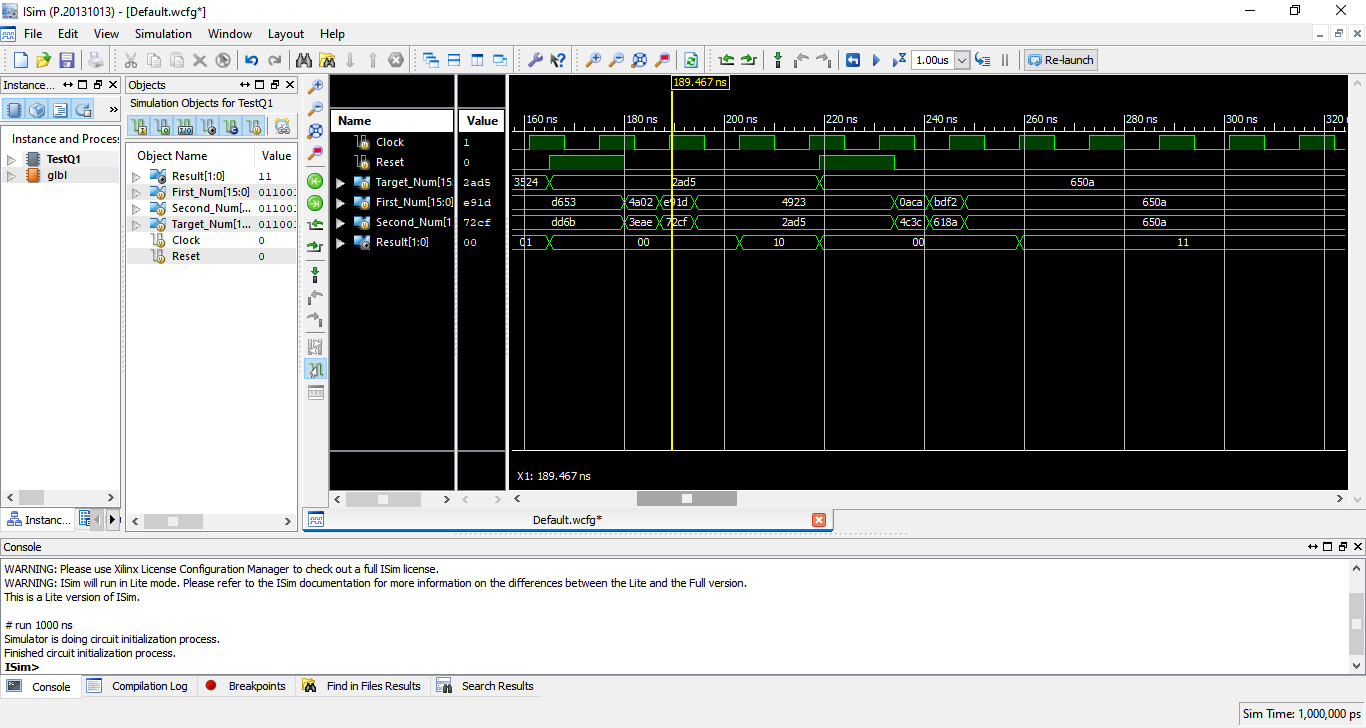 ISim (P.20131013) - [Default.wcfg*]
File Edit View Simulation Window Layout Help
1.00us Re-launch
Instance...
Instance and Proces
TestQ1
glbl
Instanc...
Objects
Simulation Objects for TestQ1
Object Name Value
Result[1:0] 11
First_Num[15:0] 011001
Second_Num[... 011001
Target_Num[1... 011001
Clock 0
Reset 0
Name Value
Clock 1
Reset 0
Target_Num[15: 2ad5
First_Num[15:0] e91d
Second_Num[1 72cf
Result[1:0] 00
189.467 ns
160 ns 180 ns 200 ns 220 ns 240 ns 260 ns 280 ns 300 ns 320
3524 2ad5 650a
d653 4a02 e91d 4923 0aca bdf2 650a
dd6b 3eae 72cf 2ad5 4c3c 618a 650a
01 00 10 00 11
X1: 189.467 ns
Default.wcfg*
Console
WARNING: Please use Xilinx License Configuration Manager to check out a full ISim license.
WARNING: ISim will run in Lite mode. Please refer to the ISim documentation for more information on the differences between the Lite and the Full version.
This is a Lite version of ISim.
# run 1000 ns
Simulator is doing circuit initialization process.
Finished circuit initialization process.
ISim>
Console Compilation Log Breakpoints Find in Files Results Search Results
Sim Time: 1,000,000 ps